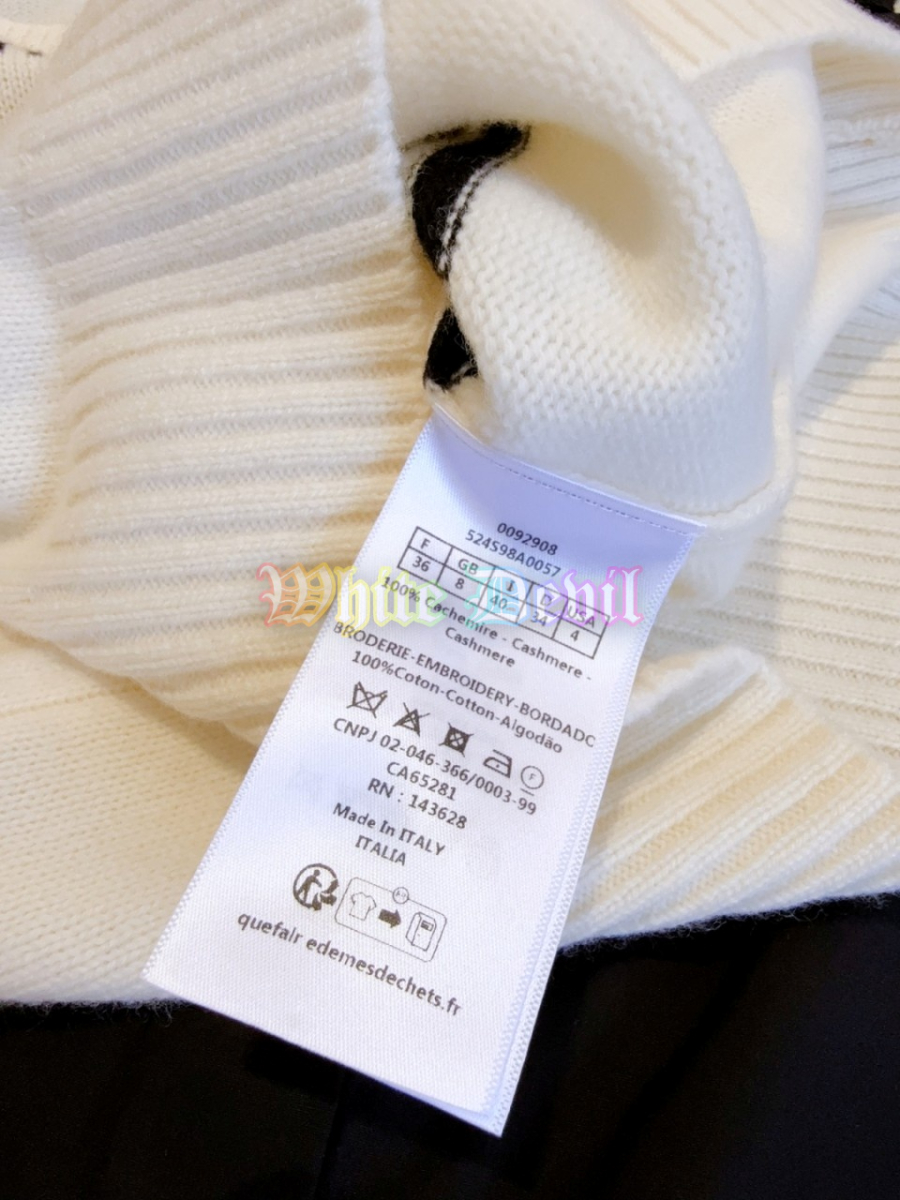 0092908
524S98A0057
F GB I D USA
36 8 40 34 4
100% Cachemire - Cashmere -
Cashmere
BRODERIE-EMBROIDERY-BORDADO
100%Coton-Cotton-Algodão
F
CNPJ 02-046-366/0003-99
CA65281
RN : 143628
Made In ITALY
ITALIA
quefair edemesdechets.fr
White Devil